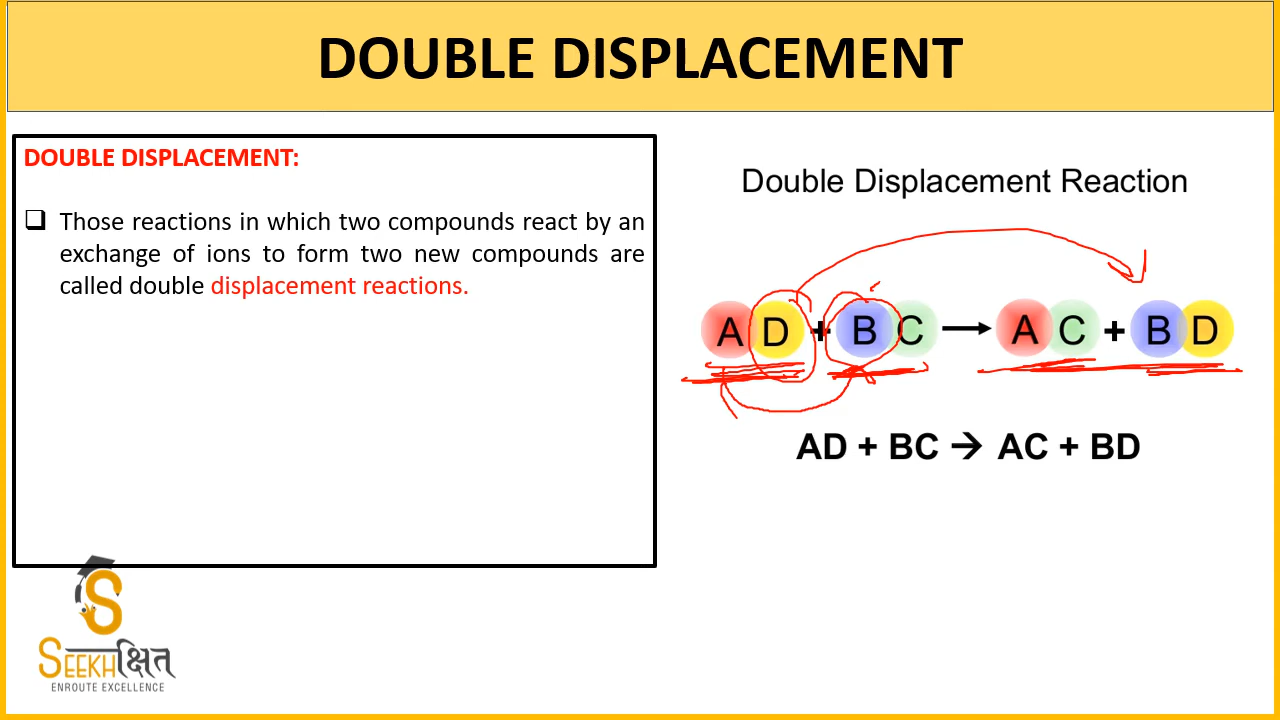 DOUBLE DISPLACEMENT
DOUBLE DISPLACEMENT:
❑ Those reactions in which two compounds react by an
exchange of ions to form two new compounds are
called double displacement reactions.
Double Displacement Reaction
A D + B C → A C + B D
AD + BC → AC + BD
S
SEEKHक्षित
ENROUTE EXCELLENCE